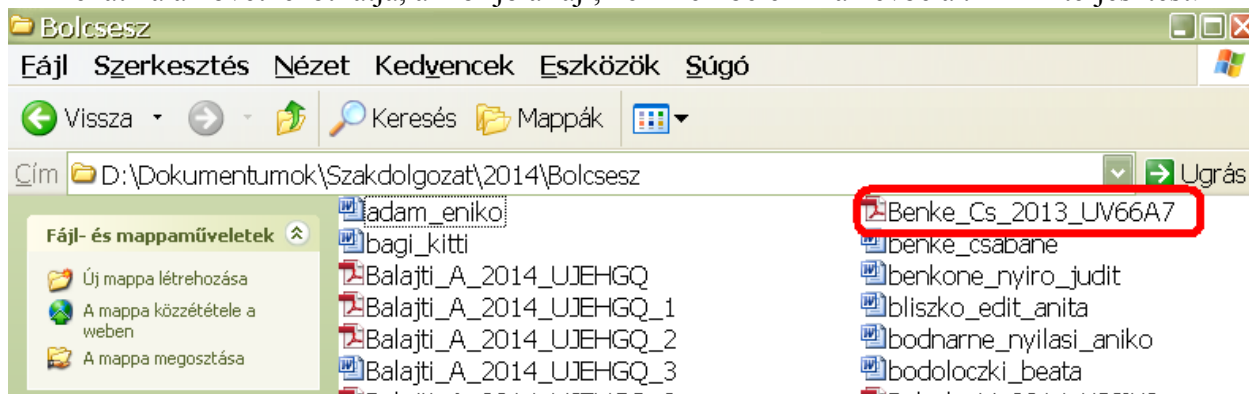 Bolcsesz
Fájl Szerkesztés Nézet Kedvencek Eszközök Súgó
Vissza Keresés Mappák
Cím D:\Dokumentumok\Szakdolgozat\2014\Bolcsesz Ugrás
Fájl- és mappaműveletek
Új mappa létrehozása
A mappa közzététele a
weben
A mappa megosztása
adam_eniko
bagi_kitti
Balajti_A_2014_UJEHGQ
Balajti_A_2014_UJEHGQ_1
Balajti_A_2014_UJEHGQ_2
Balajti_A_2014_UJEHGQ_3
Benke_Cs_2013_UV66A7
benke_csabane
benkone_nyiro_judit
bliszko_edit_anita
bodnarne_nyilasi_aniko
bodoloczki_beata